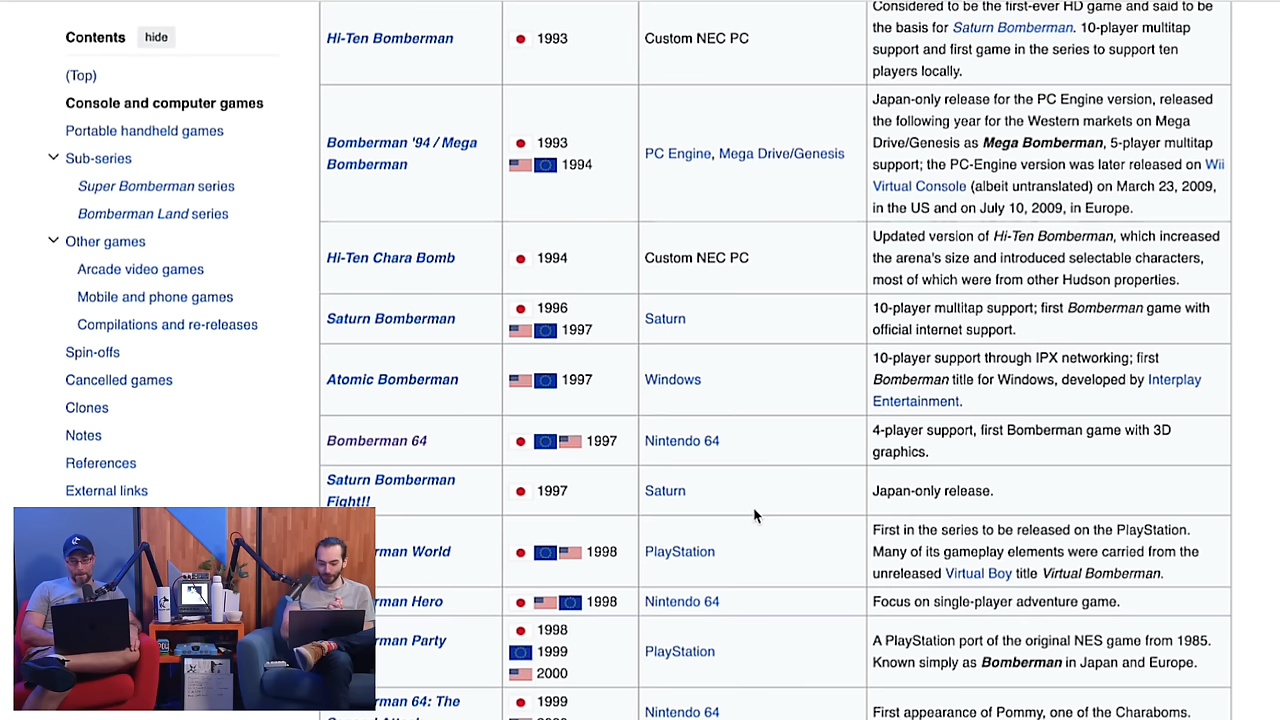 Contents hide
(Top)
Console and computer games
Portable handheld games
Sub-series
Super Bomberman series
Bomberman Land series
Other games
Arcade video games
Mobile and phone games
Compilations and re-releases
Spin-offs
Cancelled games
Clones
Notes
References
External links
Considered to be the first-ever HD game and said to be
the basis for Saturn Bomberman. 10-player multitap
Hi-Ten Bomberman 1993 Custom NEC PC
support and first game in the series to support ten
players locally.
Japan-only release for the PC Engine version, released
the following year for the Western markets on Mega
Bomberman '94 / Mega 1993 Drive/Genesis as Mega Bomberman, 5-player multitap
PC Engine, Mega Drive/Genesis
Bomberman 1994 support; the PC-Engine version was later released on Wii
Virtual Console (albeit untranslated) on March 23, 2009,
in the US and on July 10, 2009, in Europe.
Updated version of Hi-Ten Bomberman, which increased
Hi-Ten Chara Bomb 1994 Custom NEC PC the arena's size and introduced selectable characters,
most of which were from other Hudson properties.
1996 10-player multitap support; first Bomberman game with
Saturn Bomberman Saturn
1997 official internet support.
10-player support through IPX networking; first
Atomic Bomberman 1997 Windows Bomberman title for Windows, developed by Interplay
Entertainment.
4-player support, first Bomberman game with 3D
Bomberman 64 1997 Nintendo 64
graphics.
Saturn Bomberman
Fight!! 1997 Saturn Japan-only release.
First in the series to be released on the PlayStation.
rman World 1998 PlayStation Many of its gameplay elements were carried from the
unreleased Virtual Boy title Virtual Bomberman.
rman Hero 1998 Nintendo 64 Focus on single-player adventure game.
1998
rman Party 1999 PlayStation A PlayStation port of the original NES game from 1985.
2000 Known simply as Bomberman in Japan and Europe.
rman 64: The 1999
Nintendo 64 First appearance of Pommy, one of the Charaboms.